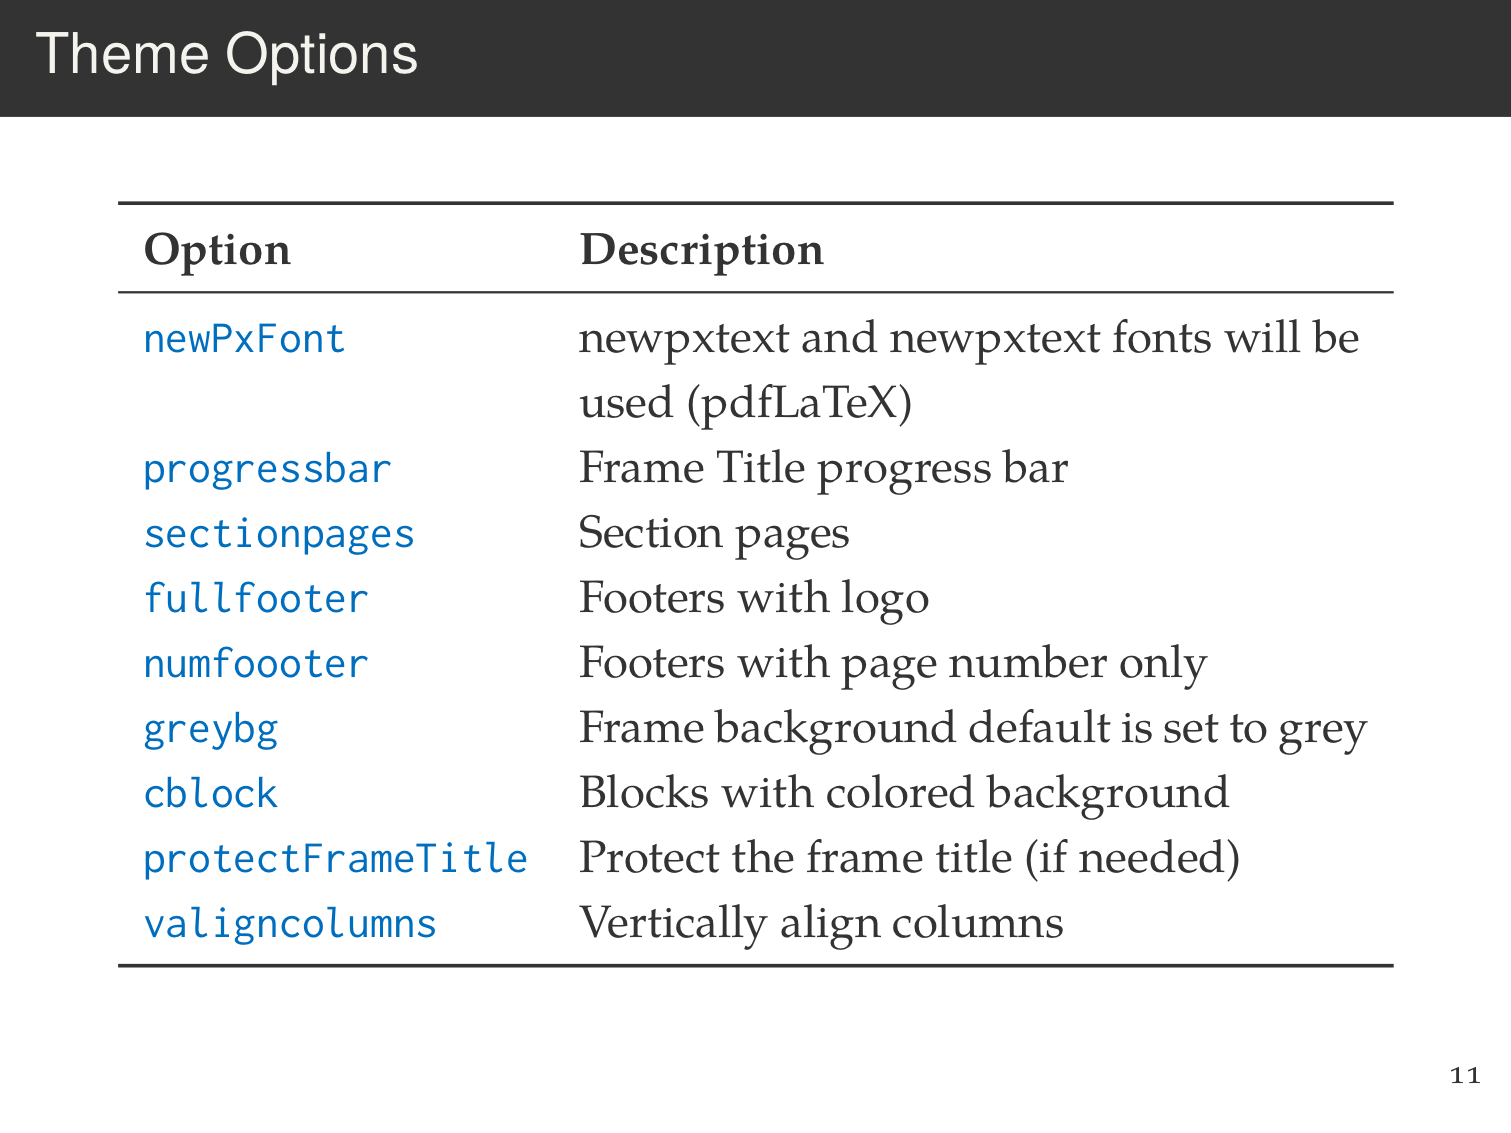 Theme Options
Option Description
newPxFont newpxtext and newpxtext fonts will be
used (pdfLaTeX)
progressbar Frame Title progress bar
sectionpages Section pages
fullfooter Footers with logo
numfoooter Footers with page number only
greybg Frame background default is set to grey
cblock Blocks with colored background
protectFrameTitle Protect the frame title (if needed)
valigncolumns Vertically align columns
11